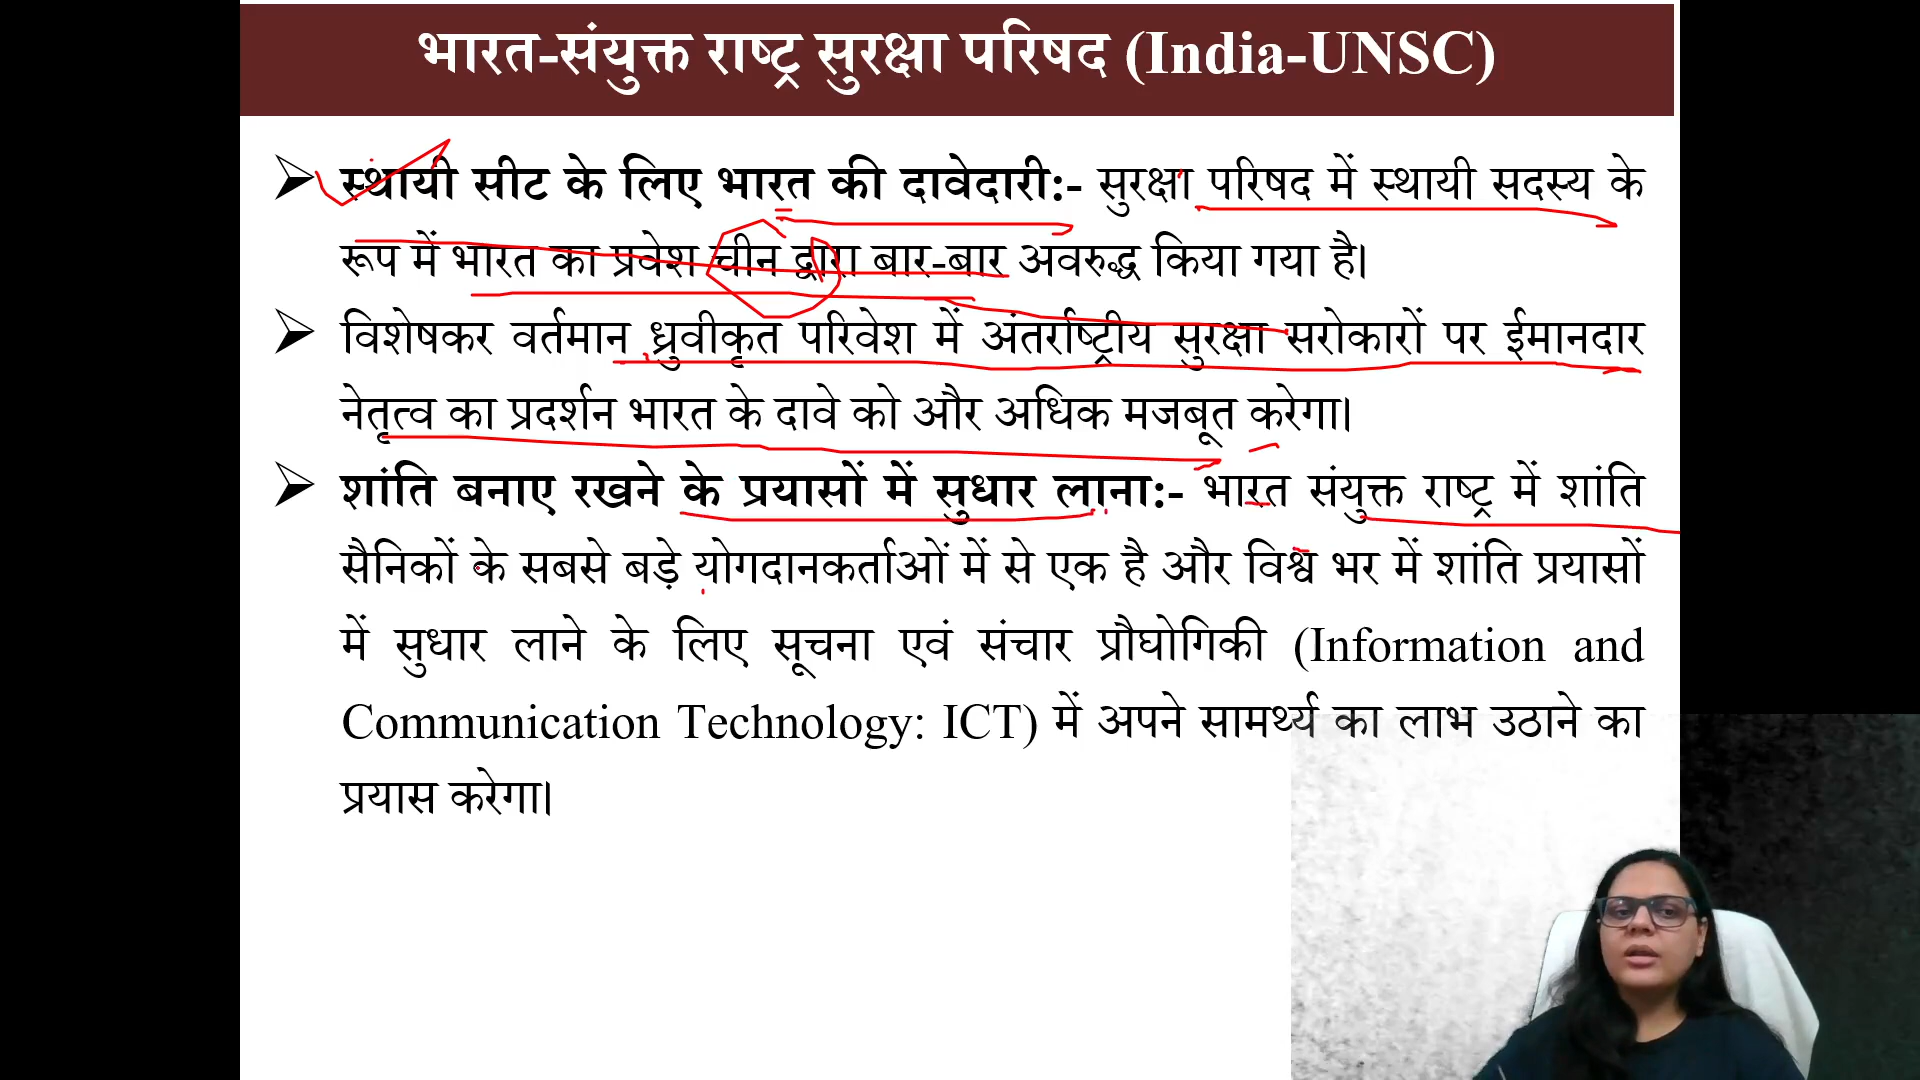 भारत-संयुक्त राष्ट्र सुरक्षा परिषद (India-UNSC)
स्थायी सीट के लिए भारत की दावेदारी:- सुरक्षा परिषद में स्थायी सदस्य के
रूप में भारत का प्रवेश चीन द्वारा बार-बार अवरुद्ध किया गया है।
विशेषकर वर्तमान ध्रुवीकृत परिवेश में अंतर्राष्ट्रीय सुरक्षा सरोकारों पर ईमानदार
नेतृत्व का प्रदर्शन भारत के दावे को और अधिक मजबूत करेगा।
शांति बनाए रखने के प्रयासों में सुधार लाना:- भारत संयुक्त राष्ट्र में शांति
सैनिकों के सबसे बड़े योगदानकर्ताओं में से एक है और विश्व भर में शांति प्रयासों
में सुधार लाने के लिए सूचना एवं संचार प्रौघोगिकी (Information and
Communication Technology: ICT) में अपने सामर्थ्य का लाभ उठाने का
प्रयास करेगा।